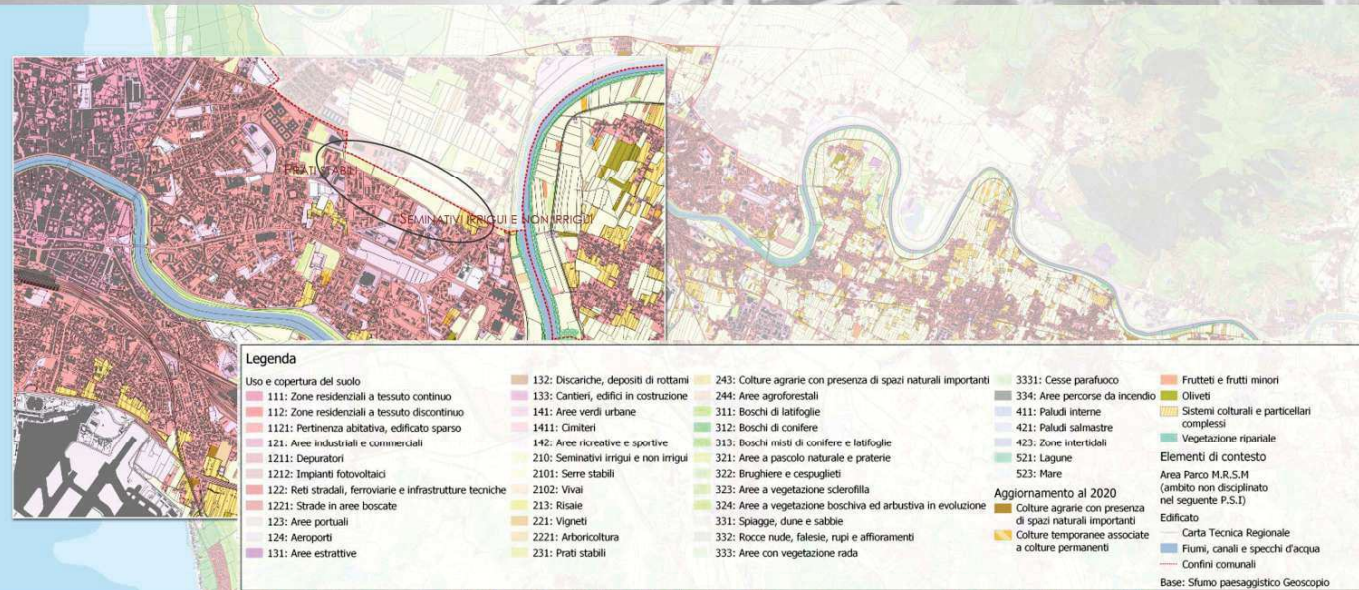 PRATI STABILI
SEMINATIVI IRRIGUI E NON IRRIGUI
Legenda
Uso e copertura del suolo
111: Zone residenziali a tessuto continuo
112: Zone residenziali a tessuto discontinuo
1121: Pertinenza abitativa, edificato sparso
121: Aree industriali e commerciali
1211: Depuratori
1212: Impianti fotovoltaici
122: Reti stradali, ferroviarie e infrastrutture tecniche
1221: Strade in aree boscate
123: Aree portuali
124: Aeroporti
131: Aree estrattive
132: Discariche, depositi di rottami
133: Cantieri, edifici in costruzione
141: Aree verdi urbane
1411: Cimiteri
142: Aree ricreative e sportive
210: Seminativi irrigui e non irrigui
2101: Serre stabili
2102: Vivai
213: Risaie
221: Vigneti
2221: Arboricoltura
231: Prati stabili
243: Colture agrarie con presenza di spazi naturali importanti
244: Aree agroforestali
311: Boschi di latifoglie
312: Boschi di conifere
313: Boschi misti di conifere e latifoglie
321: Aree a pascolo naturale e praterie
322: Brughiere e cespuglieti
323: Aree a vegetazione sclerofilla
324: Aree a vegetazione boschiva ed arbustiva in evoluzione
331: Spiagge, dune e sabbie
332: Rocce nude, falesie, rupi e affioramenti
333: Aree con vegetazione rada
3331: Cesse parafuoco
334: Aree percorse da incendio
411: Paludi interne
421: Paludi salmastre
423: Zone intertidali
521: Lagune
523: Mare
Aggiornamento al 2020
Colture agrarie con presenza
di spazi naturali importanti
Colture temporanee associate
a colture permanenti
Frutteti e frutti minori
Oliveti
Sistemi colturali e particellari
complessi
Vegetazione ripariale
Elementi di contesto
Area Parco M.R.S.M
(ambito non disciplinato
nel seguente P.S.I)
Edificato
Carta Tecnica Regionale
Fiumi, canali e specchi d'acqua
Confini comunali
Base: Sfumo paesaggistico Geoscopio